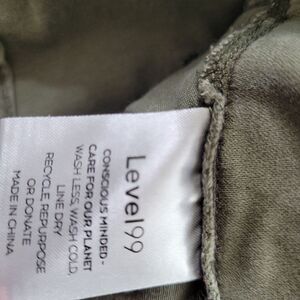 Level99
CONSCIOUS MINDED -
CARE FOR OUR PLANET
WASH LESS, WASH COLD,
LINE DRY
RECYCLE, REPURPOSE
OR DONATE
MADE IN CHINA